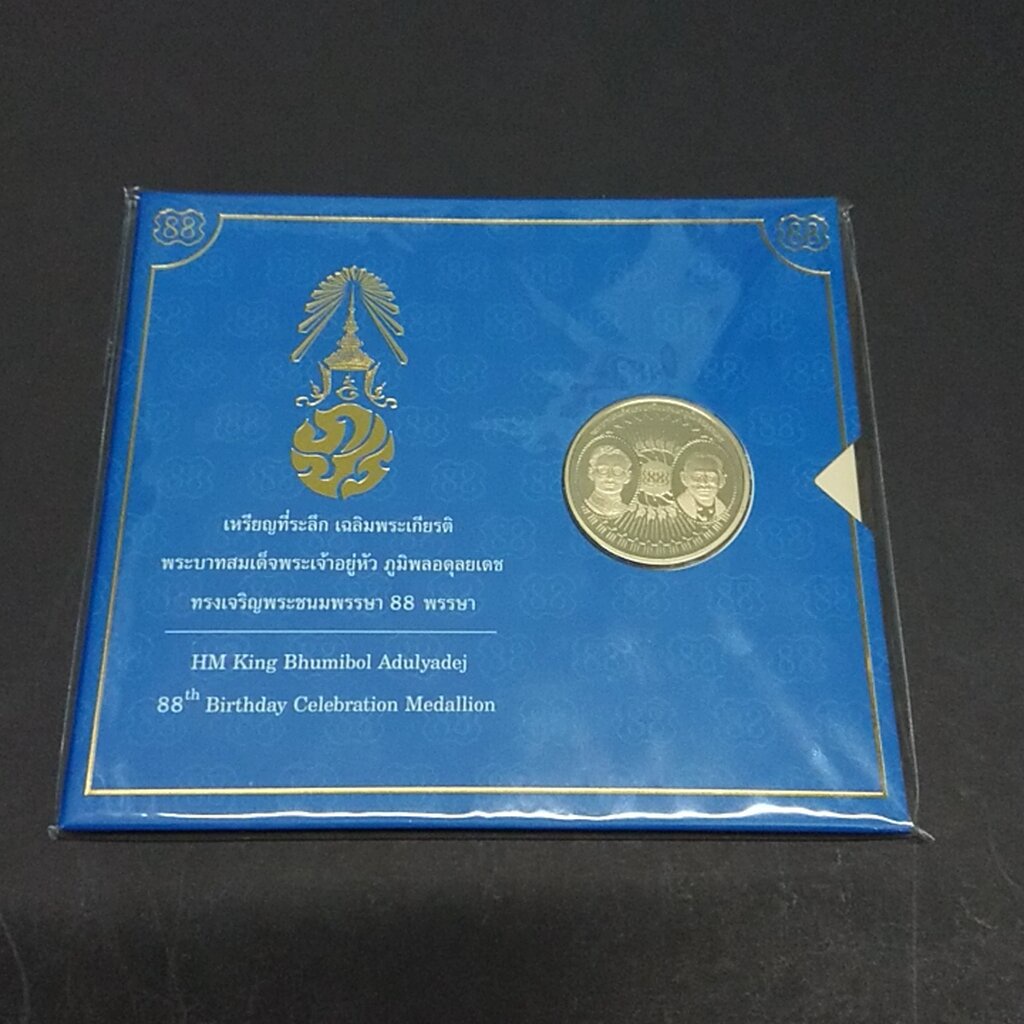 88
88
เหรียญที่ระลึก เฉลิมพระเกียรติ
พระบาทสมเด็จพระเจ้าอยู่หัว ภูมิพลอดุลยเดช
ทรงเจริญพระชนมพรรษา 88 พรรษา
HM King Bhumibol Adulyadej
88th Birthday Celebration Medallion
88